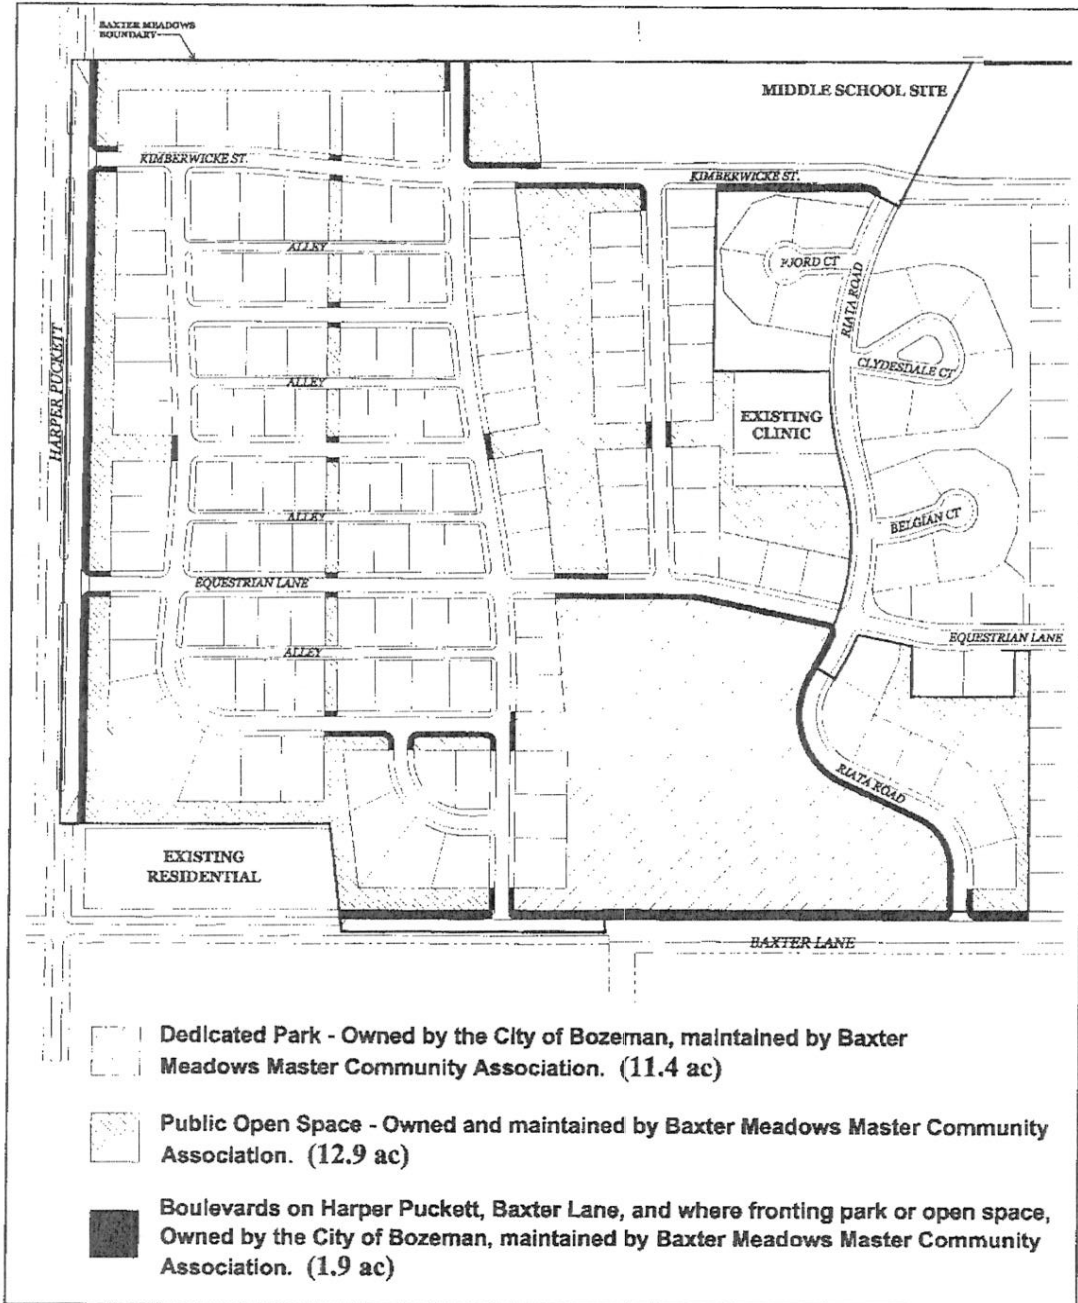 BAXTER MEADOWS
BOUNDARY
MIDDLE SCHOOL SITE
KIMBERWICKE ST.
KIMBERWICKE ST.
ALLEY
FJORD CT
RIATA ROAD
HARPER PUCKETT
CLYDESDALE CT
ALLEY
EXISTING
CLINIC
ALLEY
BELGIAN CT
EQUESTRIAN LANE
EQUESTRIAN LANE
ALLEY
RIATA ROAD
EXISTING
RESIDENTIAL
BAXTER LANE
Dedicated Park - Owned by the City of Bozeman, maintained by Baxter
Meadows Master Community Association. (11.4 ac)
Public Open Space - Owned and maintained by Baxter Meadows Master Community
Association. (12.9 ac)
Boulevards on Harper Puckett, Baxter Lane, and where fronting park or open space,
Owned by the City of Bozeman, maintained by Baxter Meadows Master Community
Association. (1.9 ac)